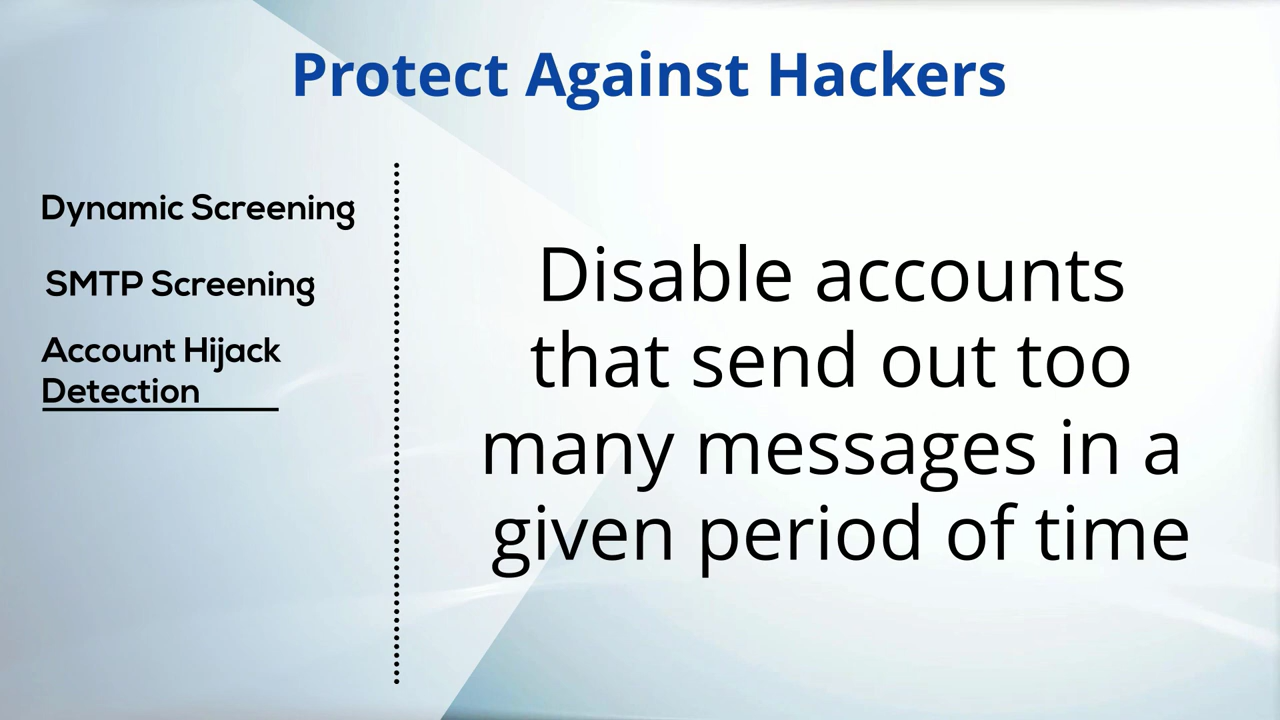 Protect Against Hackers
Dynamic Screening
SMTP Screening
Account Hijack
Detection
Disable accounts
that send out too
many messages in a
given period of time